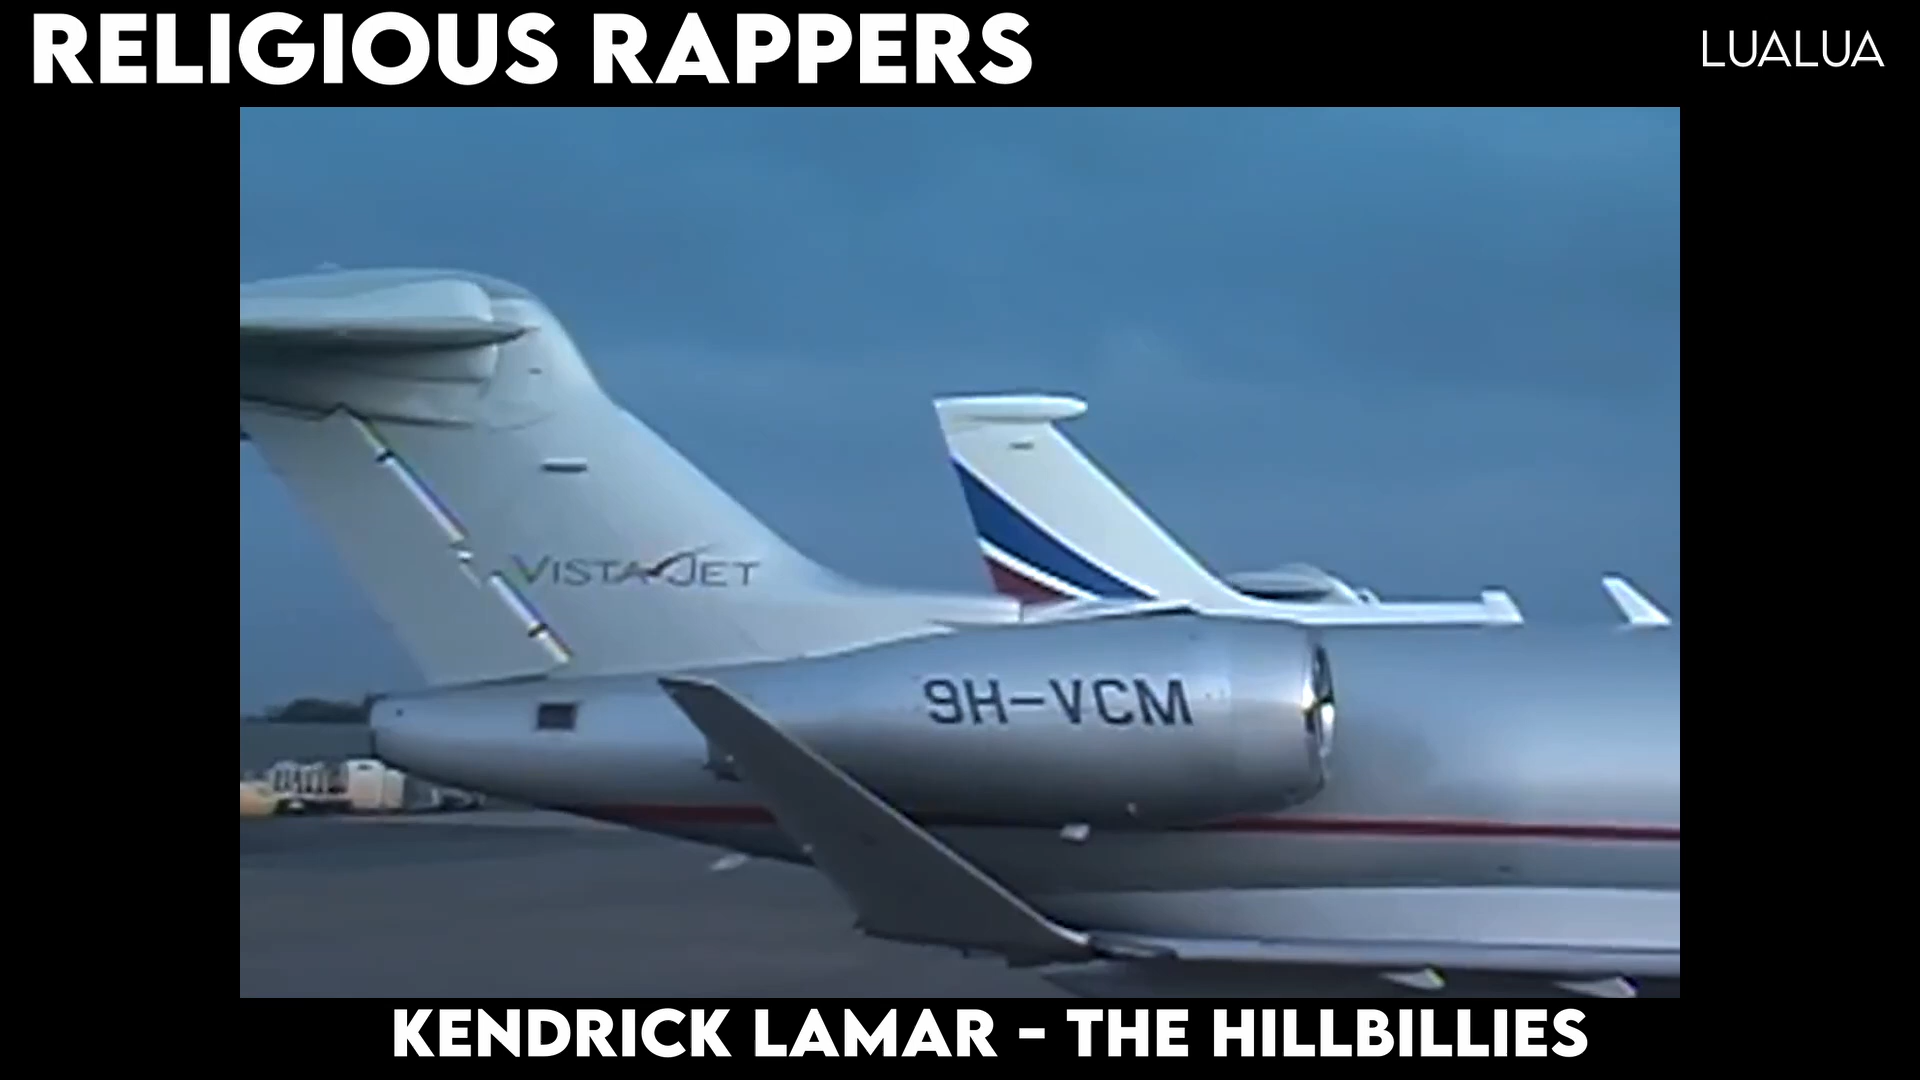 RELIGIOUS RAPPERS
LUALUA
VISTAJET
9H-VCM
KENDRICK LAMAR - THE HILLBILLIES